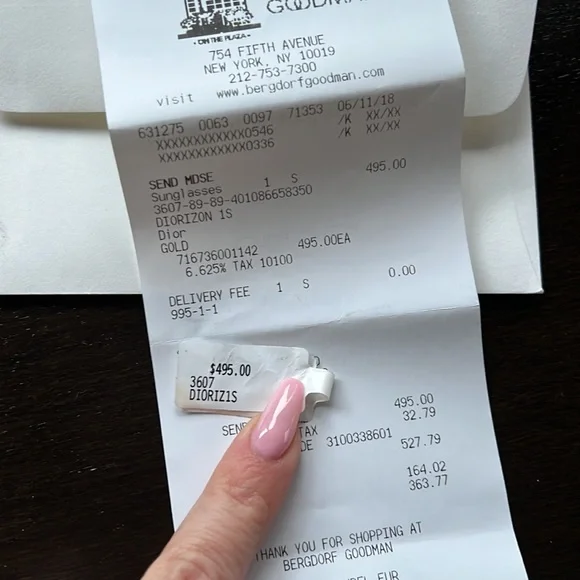 GOODMAN
• ON THE PLAZA •
754 FIFTH AVENUE
NEW YORK, NY 10019
212-753-7300
visit www.bergdorfgoodman.com
631275 0063 0097 71353 06/11/18
XXXXXXXXXXXX0546 /K XX/XX
XXXXXXXXXXXX0336 /K XX/XX
SEND MDSE
Sunglasses 1 S 495.00
3607-89-89-401086658350
DIORIZON 1S
Dior
GOLD
716736001142 495.00EA
6.625% TAX 10100
DELIVERY FEE 1 S 0.00
995-1-1
$495.00
3607
DIORIZ1S
495.00
TAX 32.79
3100338601 527.79
164.02
363.77
THANK YOU FOR SHOPPING AT
BERGDORF GOODMAN